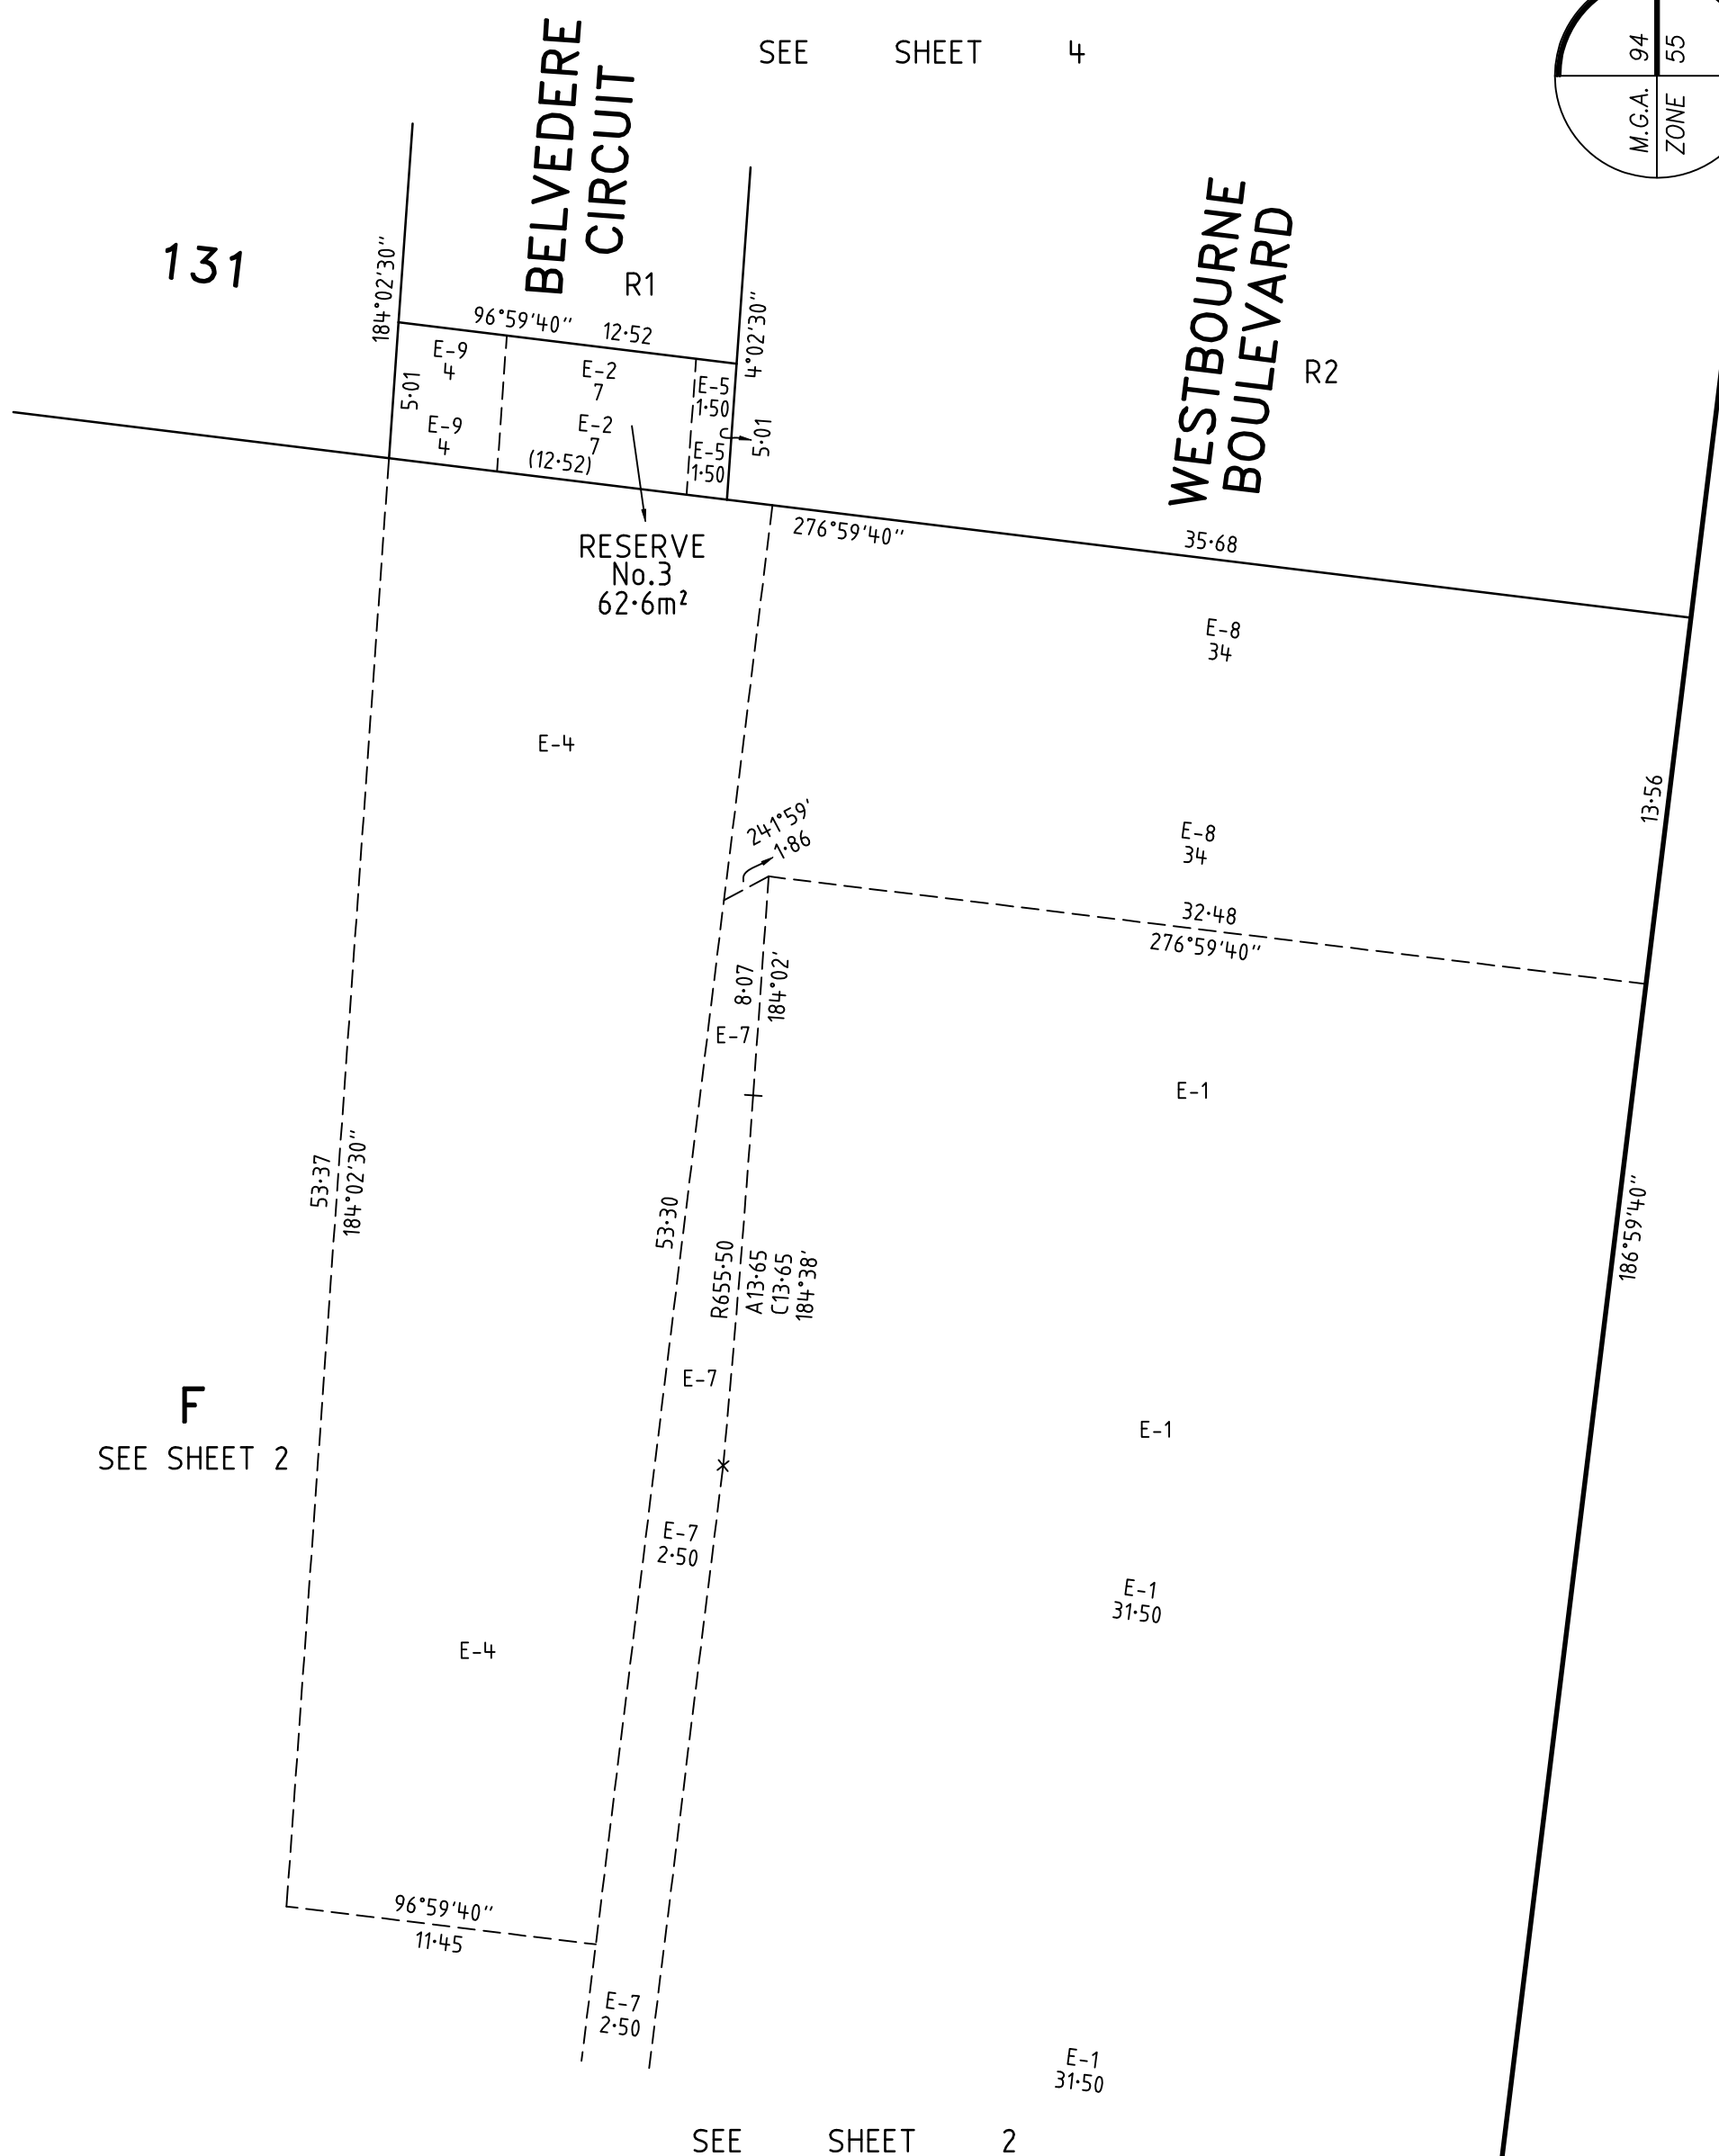 SEE SHEET 4
M.G.A. 94
ZONE 55
BELVEDERE
CIRCUIT
R1
131
184°02'30"
96°59'40" 12·52
4°02'30"
WESTBOURNE
BOULEVARD
R2
E-9
4
E-2
7
E-5
1·50
5·01
E-9
4
E-2
7
(12·52)
E-5
1·50
5·01
276°59'40"
35·68
RESERVE
No.3
62·6m²
E-8
34
E-4
13·56
241°59'
1·86
E-8
34
32·48
276°59'40"
8·07
184°02'
E-7
E-1
53·37
184°02'30"
53·30
186°59'40"
R655·50
A13·65
C13·65
184°38'
E-7
F
SEE SHEET 2
E-1
E-7
2·50
E-1
31·50
E-4
96°59'40"
11·45
E-7
2·50
E-1
31·50
SEE SHEET 2